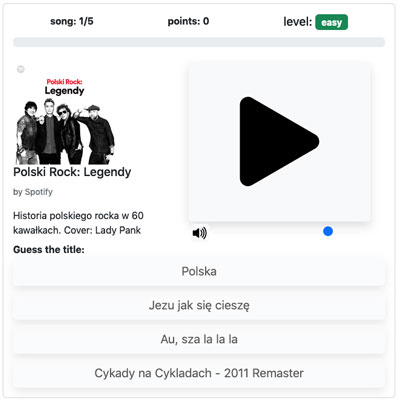 song: 1/5
points: 0
level: easy
Polski Rock:
Legendy
Polski Rock: Legendy
by Spotify
Historia polskiego rocka w 60
kawałkach. Cover: Lady Pank
Guess the title:
Polska
Jezu jak się cieszę
Au, sza la la la
Cykady na Cykladach - 2011 Remaster